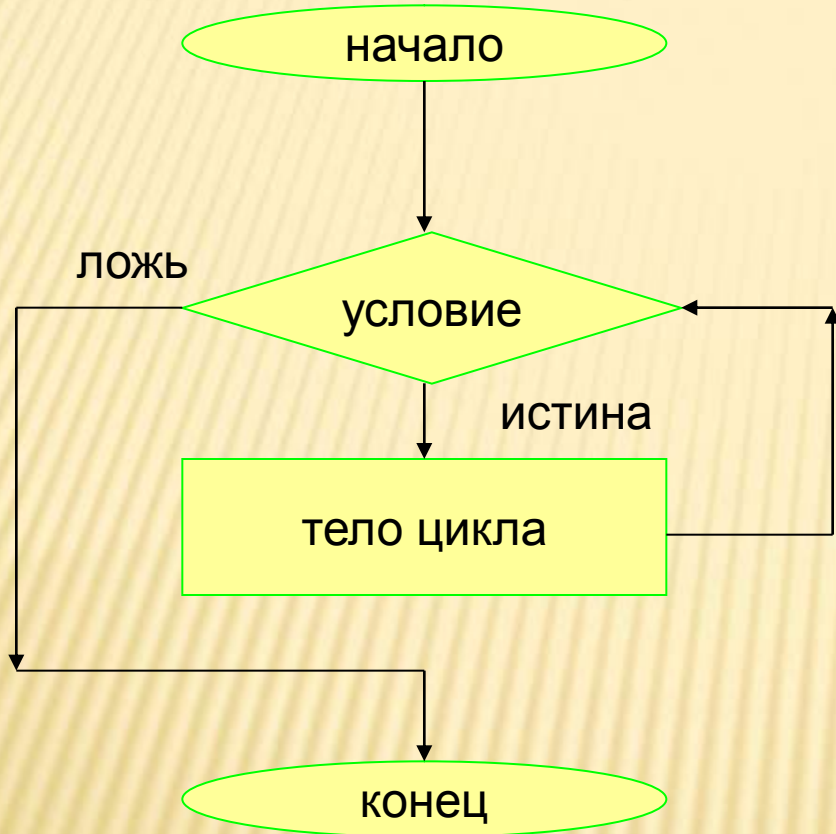 начало
ложь
условие
истина
тело цикла
конец